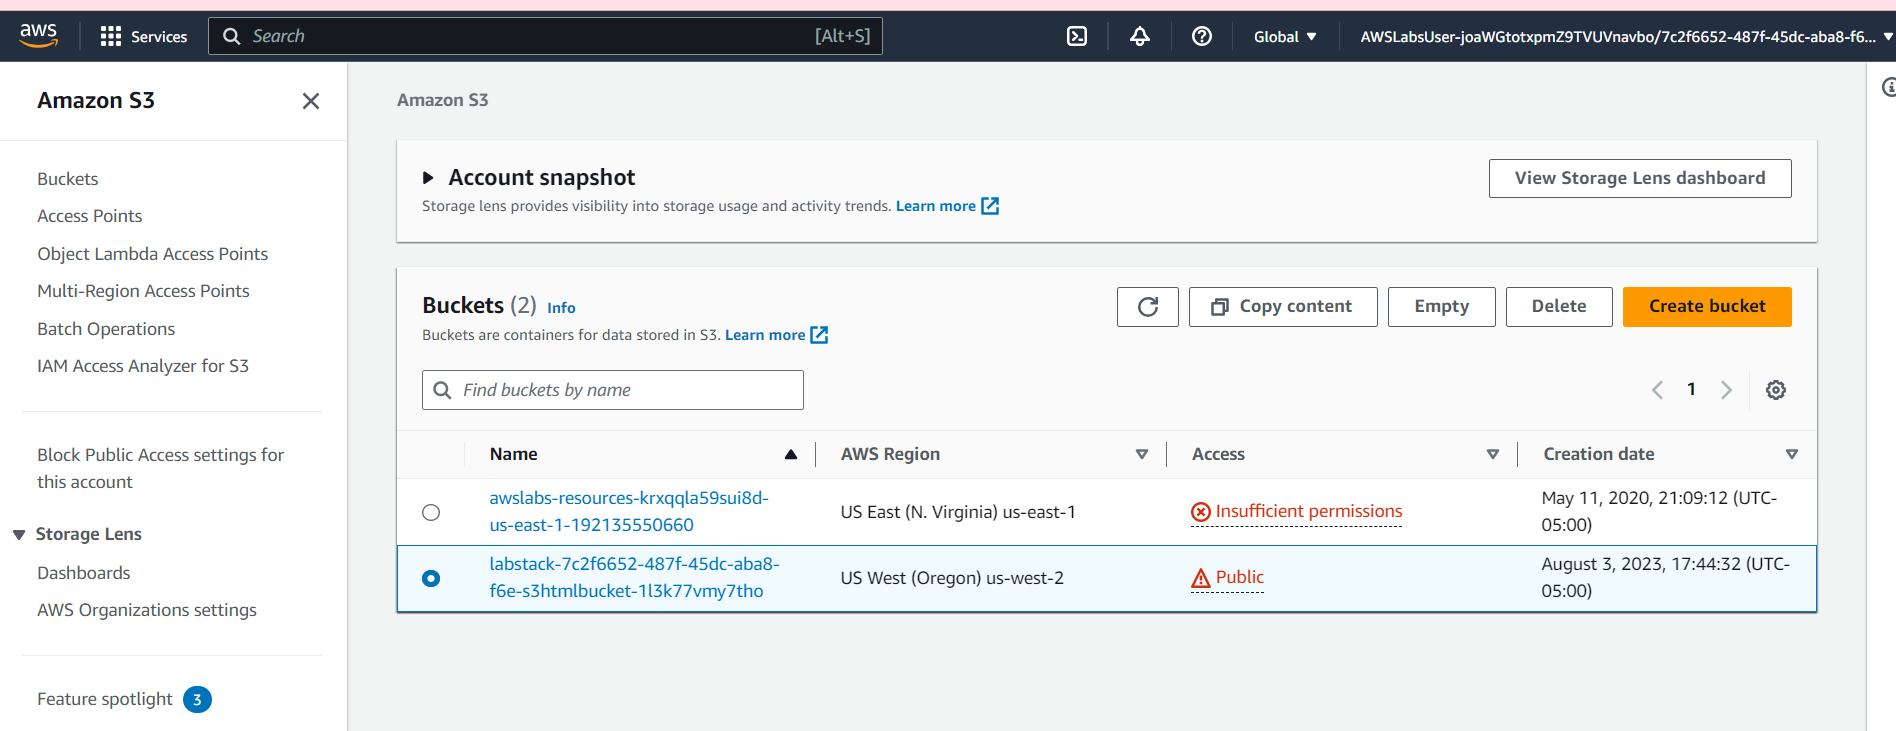 aws
Services
Search
[Alt+S]
Global
AWSLabsUser-joaWGtotxpmZ9TVUVnavbo/7c2f6652-487f-45dc-aba8-f6...
Amazon S3
Buckets
Access Points
Object Lambda Access Points
Multi-Region Access Points
Batch Operations
IAM Access Analyzer for S3
Block Public Access settings for
this account
Storage Lens
Dashboards
AWS Organizations settings
Feature spotlight 3
Amazon S3
Account snapshot
Storage lens provides visibility into storage usage and activity trends. Learn more
View Storage Lens dashboard
Buckets (2) Info
Buckets are containers for data stored in S3. Learn more
Copy content
Empty
Delete
Create bucket
Find buckets by name
1
Name
AWS Region
Access
Creation date
awslabs-resources-krxqqla59sui8d-
us-east-1-192135550660
US East (N. Virginia) us-east-1
Insufficient permissions
May 11, 2020, 21:09:12 (UTC-
05:00)
labstack-7c2f6652-487f-45dc-aba8-
f6e-s3htmlbucket-1l3k77vmy7tho
US West (Oregon) us-west-2
Public
August 3, 2023, 17:44:32 (UTC-
05:00)